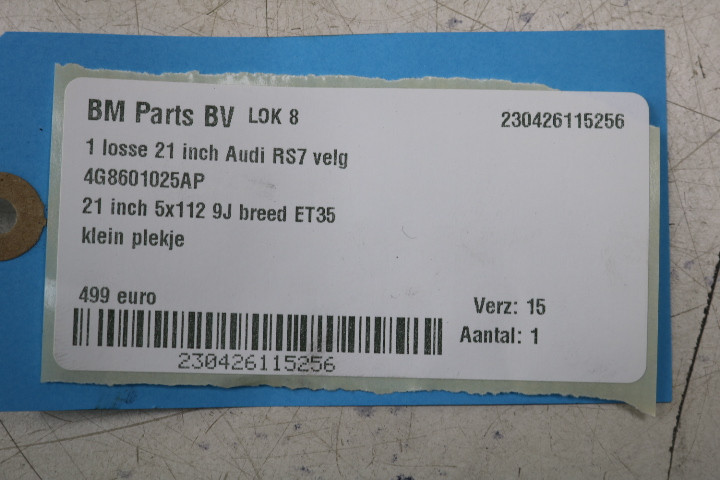 BM Parts BV LOK 8 230426115256
1 losse 21 inch Audi RS7 velg
4G8601025AP
21 inch 5x112 9J breed ET35
klein plekje
499 euro Verz: 15
Aantal: 1
230426115256